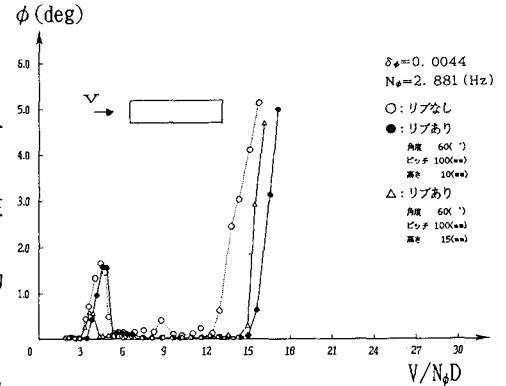 φ(deg)
6.0
5.0
4.0
3.0
2.0
1.0
0
3
6
9
12
15
18
21
24
27
30
V/NφD
V
δφ=0. 0044
Nφ=2. 881(Hz)
○:リブなし
●:リブあり
角度 60(°)
ピッチ 100(mm)
高さ 10(mm)
△:リブあり
角度 60(°)
ピッチ 100(mm)
高さ 15(mm)